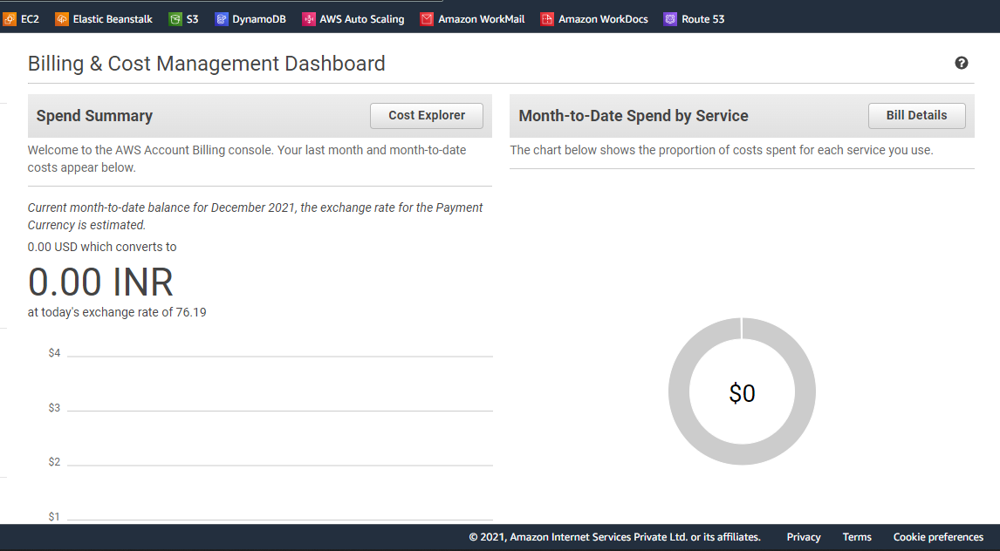 EC2 Elastic Beanstalk S3 DynamoDB AWS Auto Scaling Amazon WorkMail Amazon WorkDocs Route 53
Billing & Cost Management Dashboard
?
Spend Summary
Cost Explorer
Welcome to the AWS Account Billing console. Your last month and month-to-date
costs appear below.
Current month-to-date balance for December 2021, the exchange rate for the Payment
Currency is estimated.
0.00 USD which converts to
0.00 INR
at today's exchange rate of 76.19
$4
$3
$2
$1
Month-to-Date Spend by Service
Bill Details
The chart below shows the proportion of costs spent for each service you use.
$0
© 2021, Amazon Internet Services Private Ltd. or its affiliates. Privacy Terms Cookie preferences